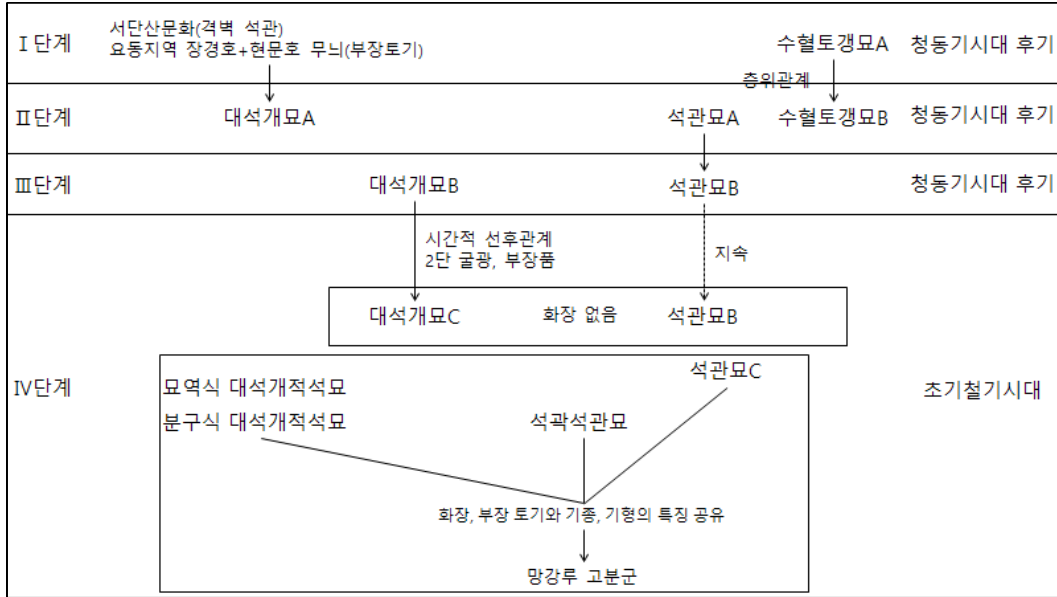 Ⅰ단계
서단산문화(격벽 석관)
요동지역 장경호+현문호 무늬(부장토기)
수혈토갱묘A
청동기시대 후기
층위관계
Ⅱ단계
대석개묘A
석관묘A
수혈토갱묘B
청동기시대 후기
Ⅲ단계
대석개묘B
석관묘B
청동기시대 후기
시간적 선후관계
2단 굴광, 부장품
지속
대석개묘C
화장 없음
석관묘B
Ⅳ단계
묘역식 대석개적석묘
분구식 대석개적석묘
석곽석관묘
석관묘C
초기철기시대
화장, 부장 토기와 기종, 기형의 특징 공유
망강루 고분군